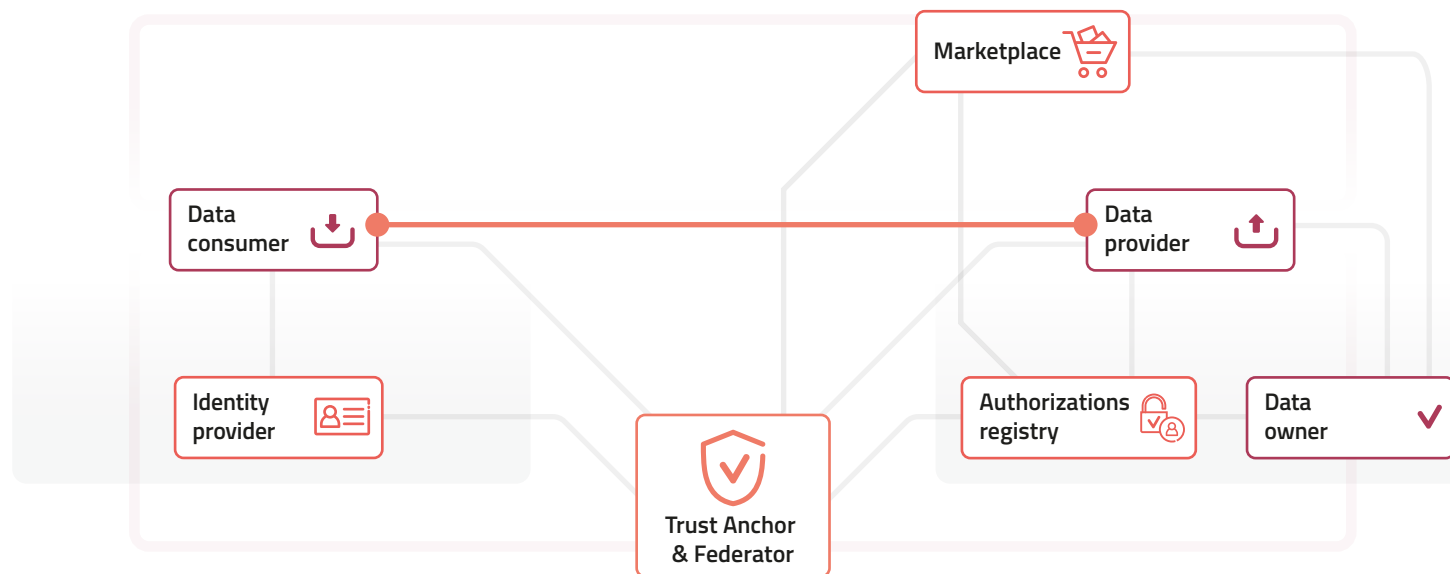 Marketplace
Data
consumer
Data
provider
Identity
provider
Authorizations
registry
Data
owner
Trust Anchor
& Federator